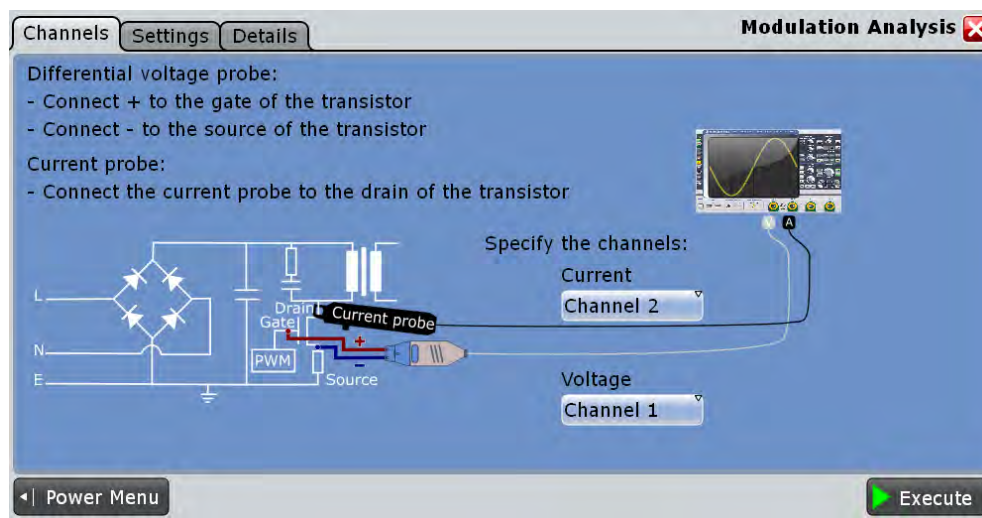 Channels
Settings
Details
Modulation Analysis
Differential voltage probe:
- Connect + to the gate of the transistor
- Connect - to the source of the transistor
Current probe:
- Connect the current probe to the drain of the transistor
V A
Specify the channels:
Current
Channel 2
Voltage
Channel 1
L
N
E
Drain
Gate
Current probe
+
PWM
-
Source
Power Menu
Execute